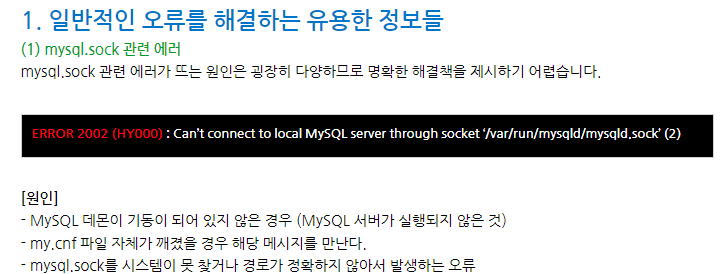 1. 일반적인 오류를 해결하는 유용한 정보들
(1) mysql.sock 관련 에러
mysql.sock 관련 에러가 뜨는 원인은 굉장히 다양하므로 명확한 해결책을 제시하기 어렵습니다.
ERROR 2002 (HY000) : Can’t connect to local MySQL server through socket ‘/var/run/mysqld/mysqld.sock’ (2)
[원인]
- MySQL 데몬이 기동이 되어 있지 않은 경우 (MySQL 서버가 실행되지 않은 것)
- my.cnf 파일 자체가 깨졌을 경우 해당 메시지를 만난다.
- mysql.sock를 시스템이 못 찾거나 경로가 정확하지 않아서 발생하는 오류